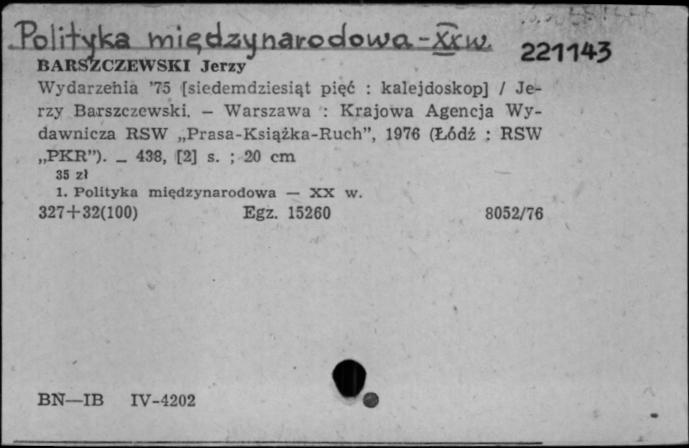 Polityka międzynarodowa-XX w.
221143
BARSZCZEWSKI Jerzy
Wydarzenia '75 [siedemdziesiąt pięć : kalejdoskop] / Je-
rzy Barszczewski. — Warszawa : Krajowa Agencja Wy-
dawnicza RSW „Prasa-Książka-Ruch”, 1976 (Łódź : RSW
„PKR”). — 438, [2] s. ; 20 cm
35 zł
1. Polityka międzynarodowa — XX w.
327+32(100) Egz. 15260 8052/76
BN—IB IV-4202